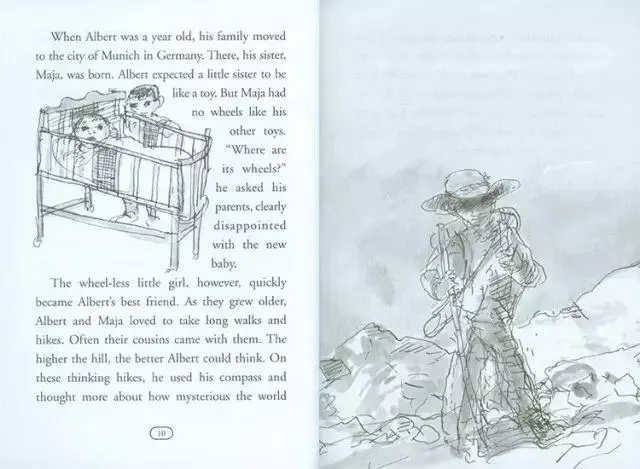 When Albert was a year old, his family moved
to the city of Munich in Germany. There, his sister,
Maja, was born. Albert expected a little sister to be
like a toy. But Maja had
no wheels like his
other toys.
“Where are
its wheels?”
he asked his
parents, clearly
disappointed
with the new
baby.
The wheel-less little girl, however, quickly
became Albert’s best friend. As they grew older,
Albert and Maja loved to take long walks and
hikes. Often their cousins came with them. The
higher the hill, the better Albert could think. On
these thinking hikes, he used his compass and
thought more about how mysterious the world
10